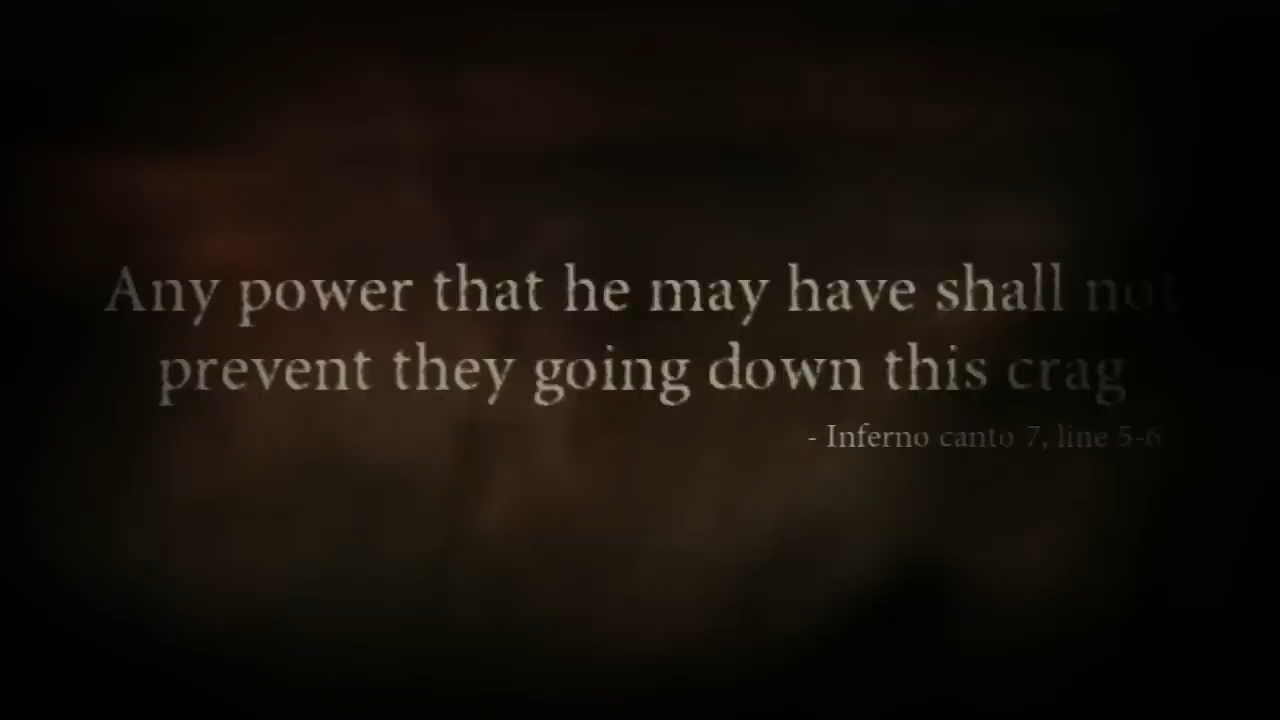 Any power that he may have shall not
prevent they going down this crag
- Inferno canto 7, line 5-6